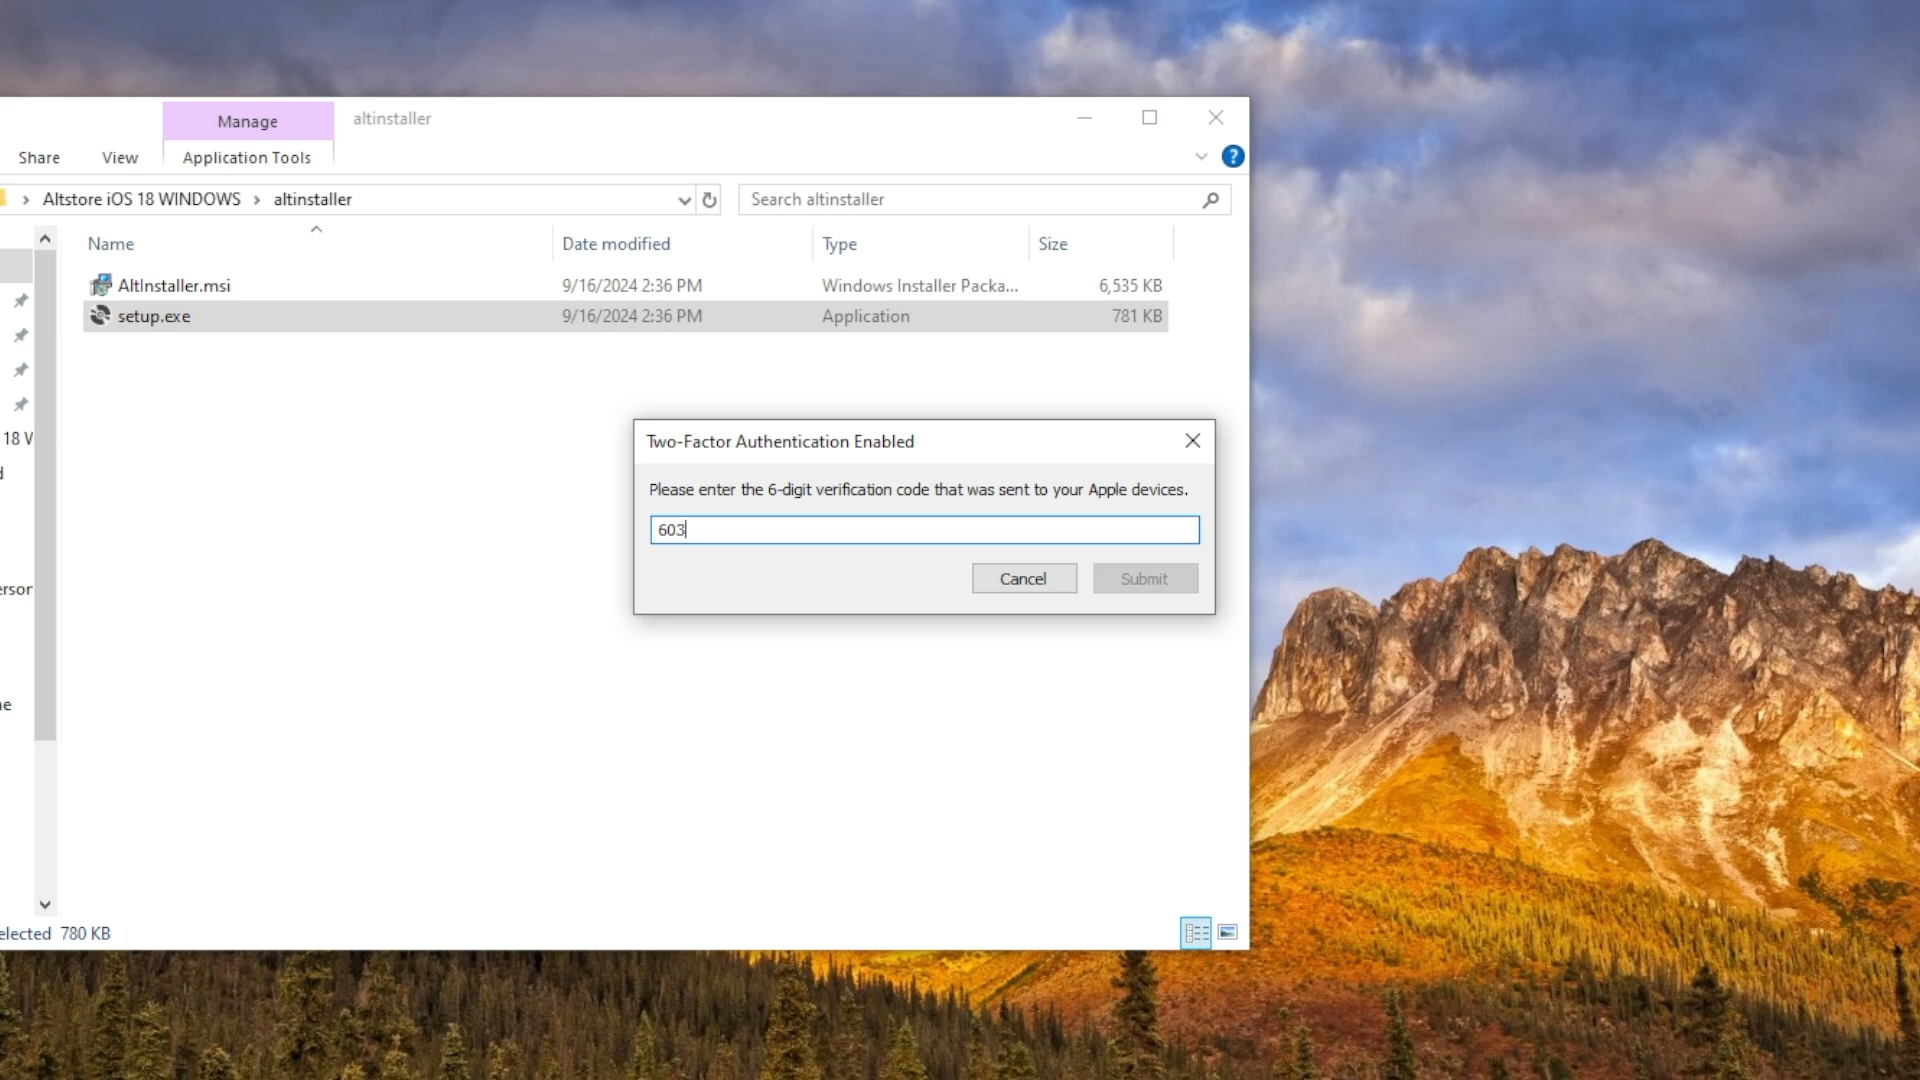 Manage
altinstaller
Share
View
Application Tools
?
Altstore iOS 18 WINDOWS
altinstaller
Search altinstaller
Name
Date modified
Type
Size
AltInstaller.msi
9/16/2024 2:36 PM
Windows Installer Packa...
6,535 KB
setup.exe
9/16/2024 2:36 PM
Application
781 KB
18
Two-Factor Authentication Enabled
Please enter the 6-digit verification code that was sent to your Apple devices.
603
Cancel
Submit
elected 780 KB